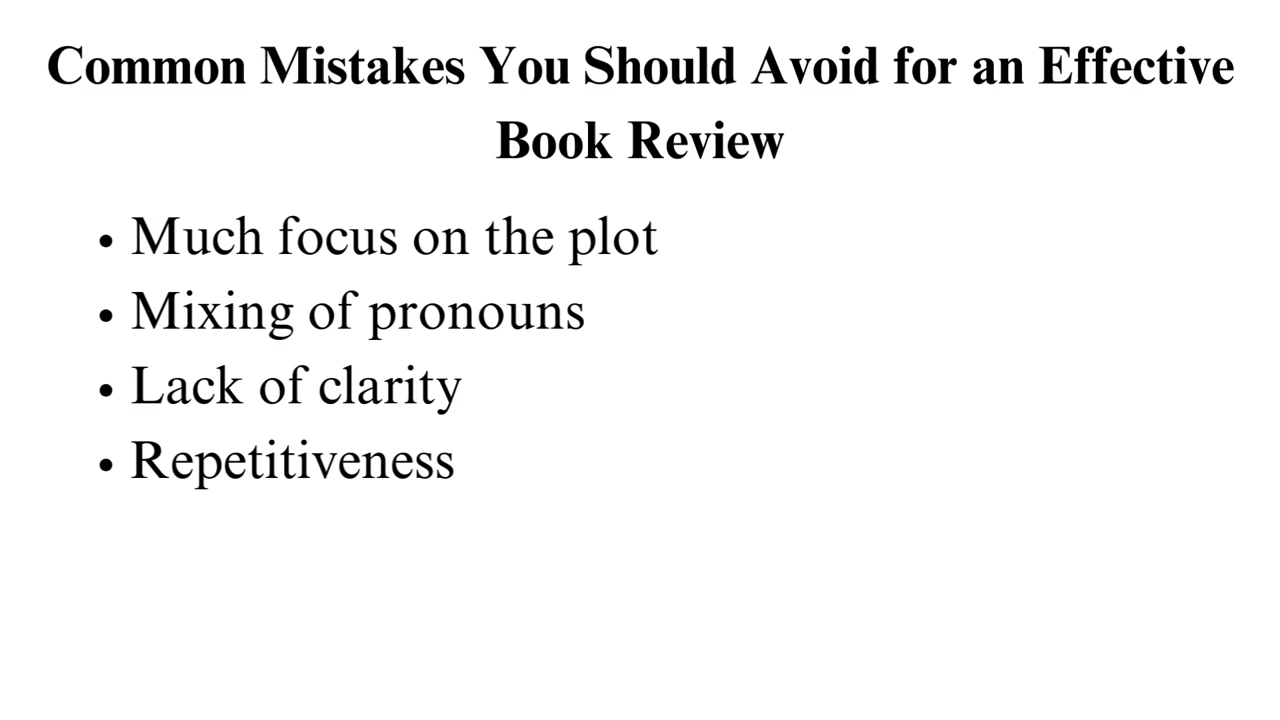 Common Mistakes You Should Avoid for an Effective
Book Review
• Much focus on the plot
• Mixing of pronouns
• Lack of clarity
• Repetitiveness